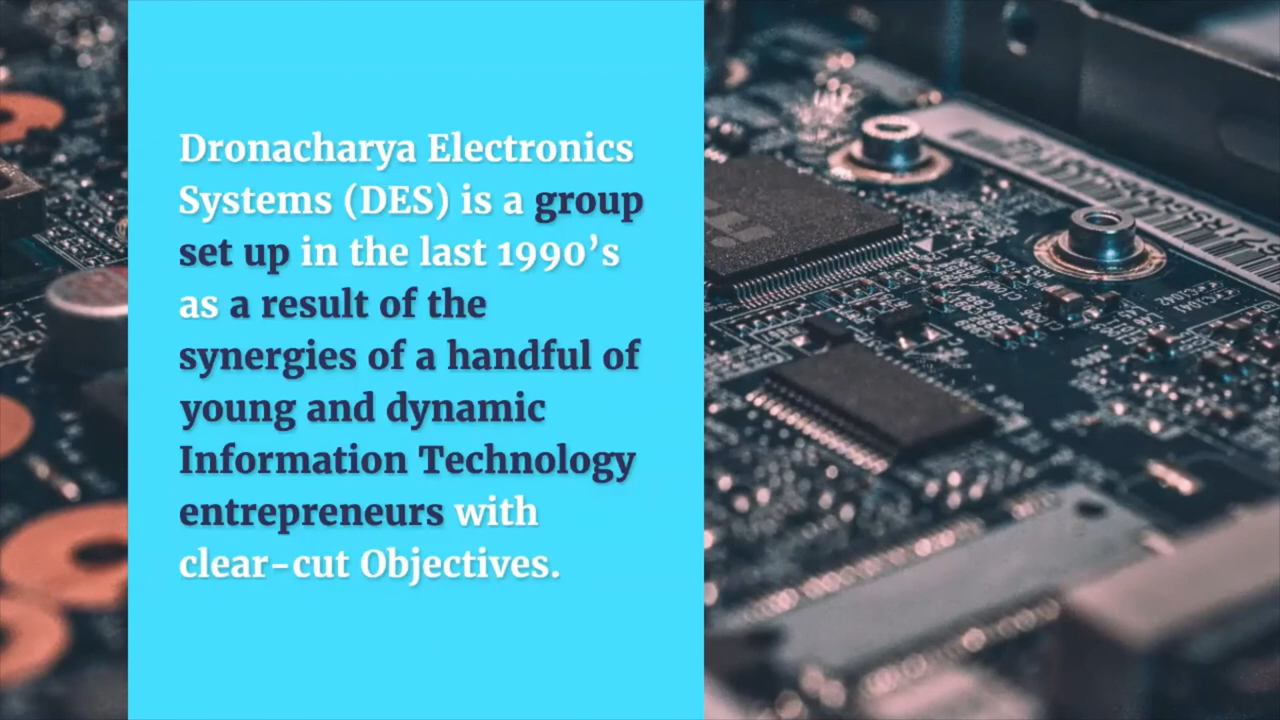 Dronacharya Electronics
Systems (DES) is a group
set up in the last 1990’s
as a result of the
synergies of a handful of
young and dynamic
Information Technology
entrepreneurs with
clear-cut Objectives.